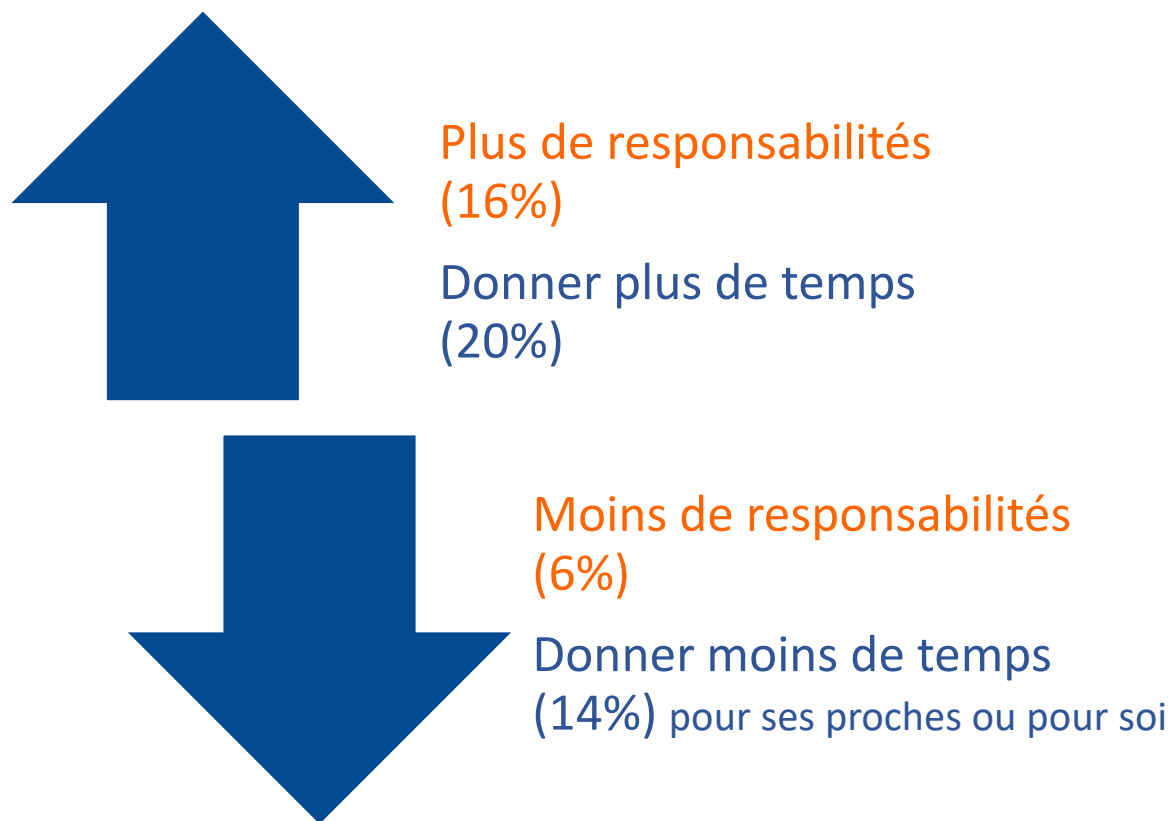 Plus de responsabilités
(16%)
Donner plus de temps
(20%)
Moins de responsabilités
(6%)
Donner moins de temps
(14%) pour ses proches ou pour soi